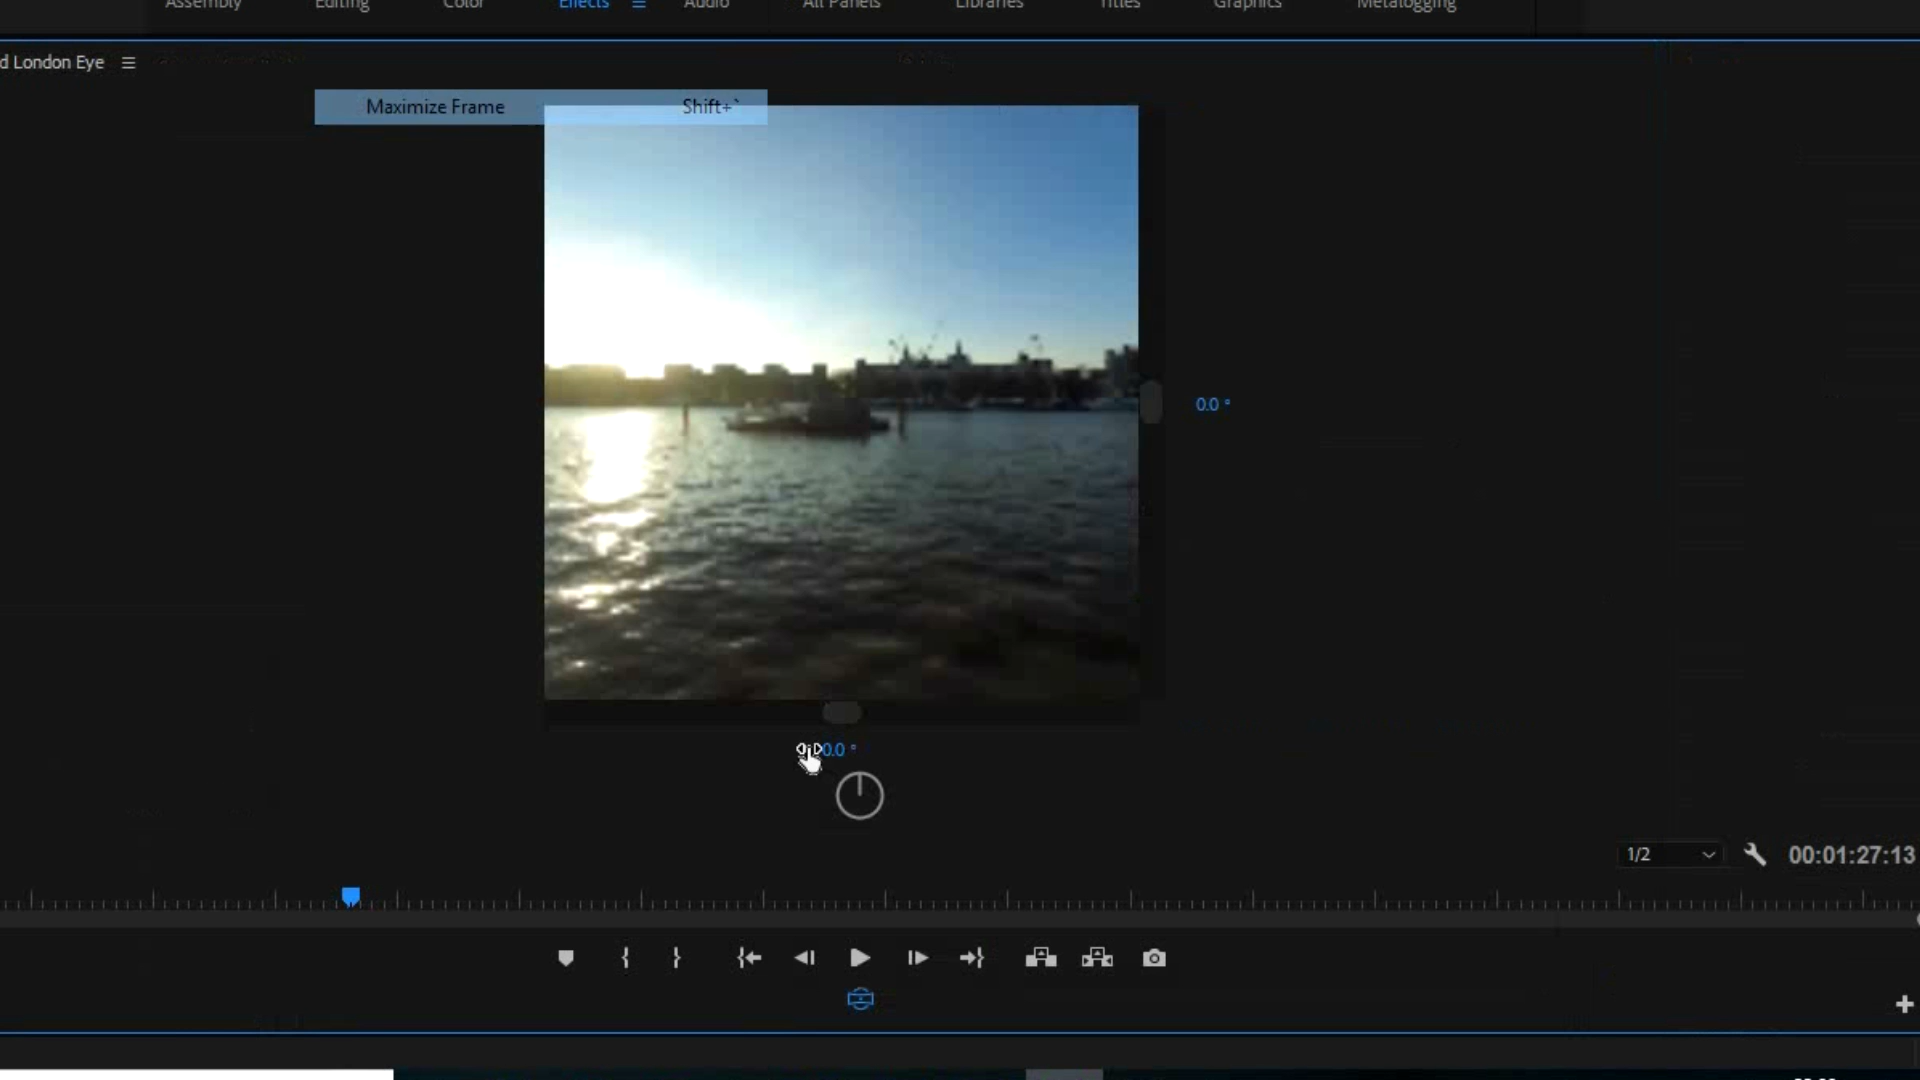 Assembly Editing Color Effects Audio All Panels Libraries Titles Graphics Metalogging
d London Eye
Maximize Frame Shift+`
0.0 °
0.0 °
1/2 00:01:27:13